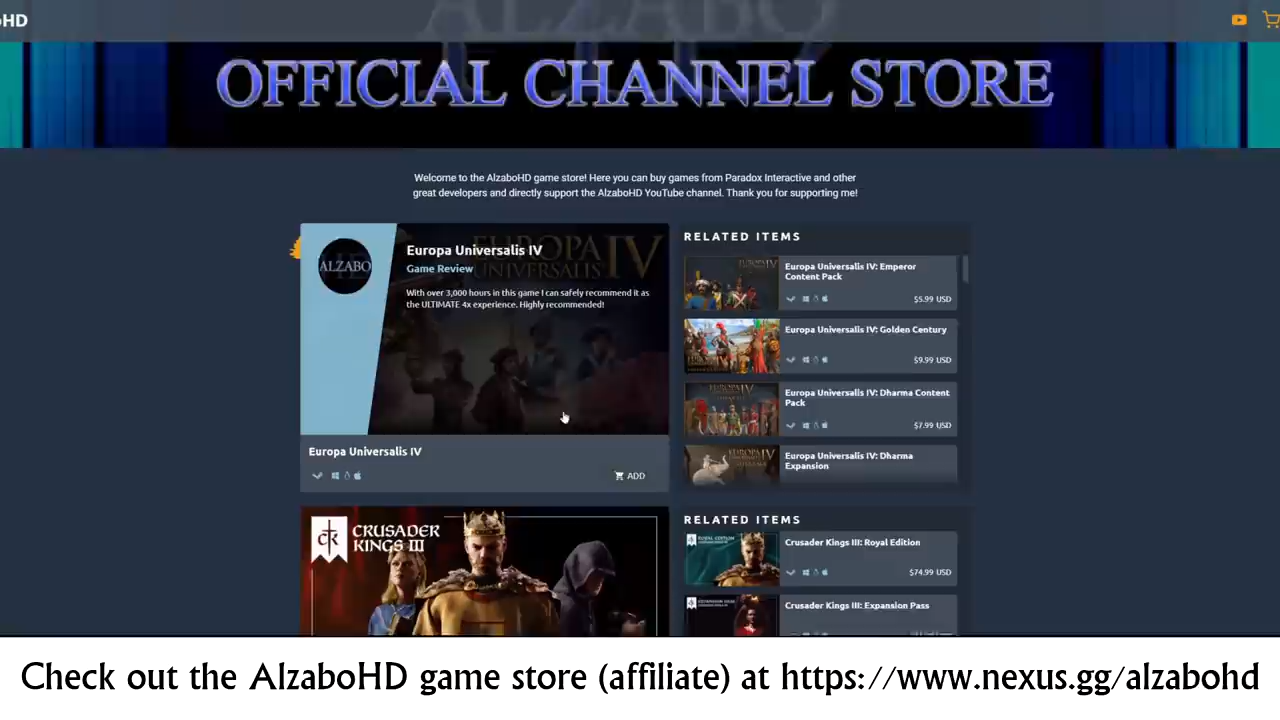 oHD
ALZABO
OFFICIAL CHANNEL STORE
Welcome to the AlzaboHD game store! Here you can buy games from Paradox Interactive and other
great developers and directly support the AlzaboHD YouTube channel. Thank you for supporting me!
ALZABO
Europa Universalis IV
Game Review
With over 3,000 hours in this game I can safely recommend it as
the ULTIMATE 4x experience. Highly recommended!
EUROPA
UNIVERSALIS IV
Europa Universalis IV
ADD
RELATED ITEMS
Europa Universalis IV: Emperor
Content Pack
$5.99 USD
Europa Universalis IV: Golden Century
$9.99 USD
Europa Universalis IV: Dharma Content
Pack
$7.99 USD
Europa Universalis IV: Dharma
Expansion
CRUSADER
KINGS III
RELATED ITEMS
Crusader Kings III: Royal Edition
$74.99 USD
Crusader Kings III: Expansion Pass
Check out the AlzaboHD game store (affiliate) at https://www.nexus.gg/alzabohd